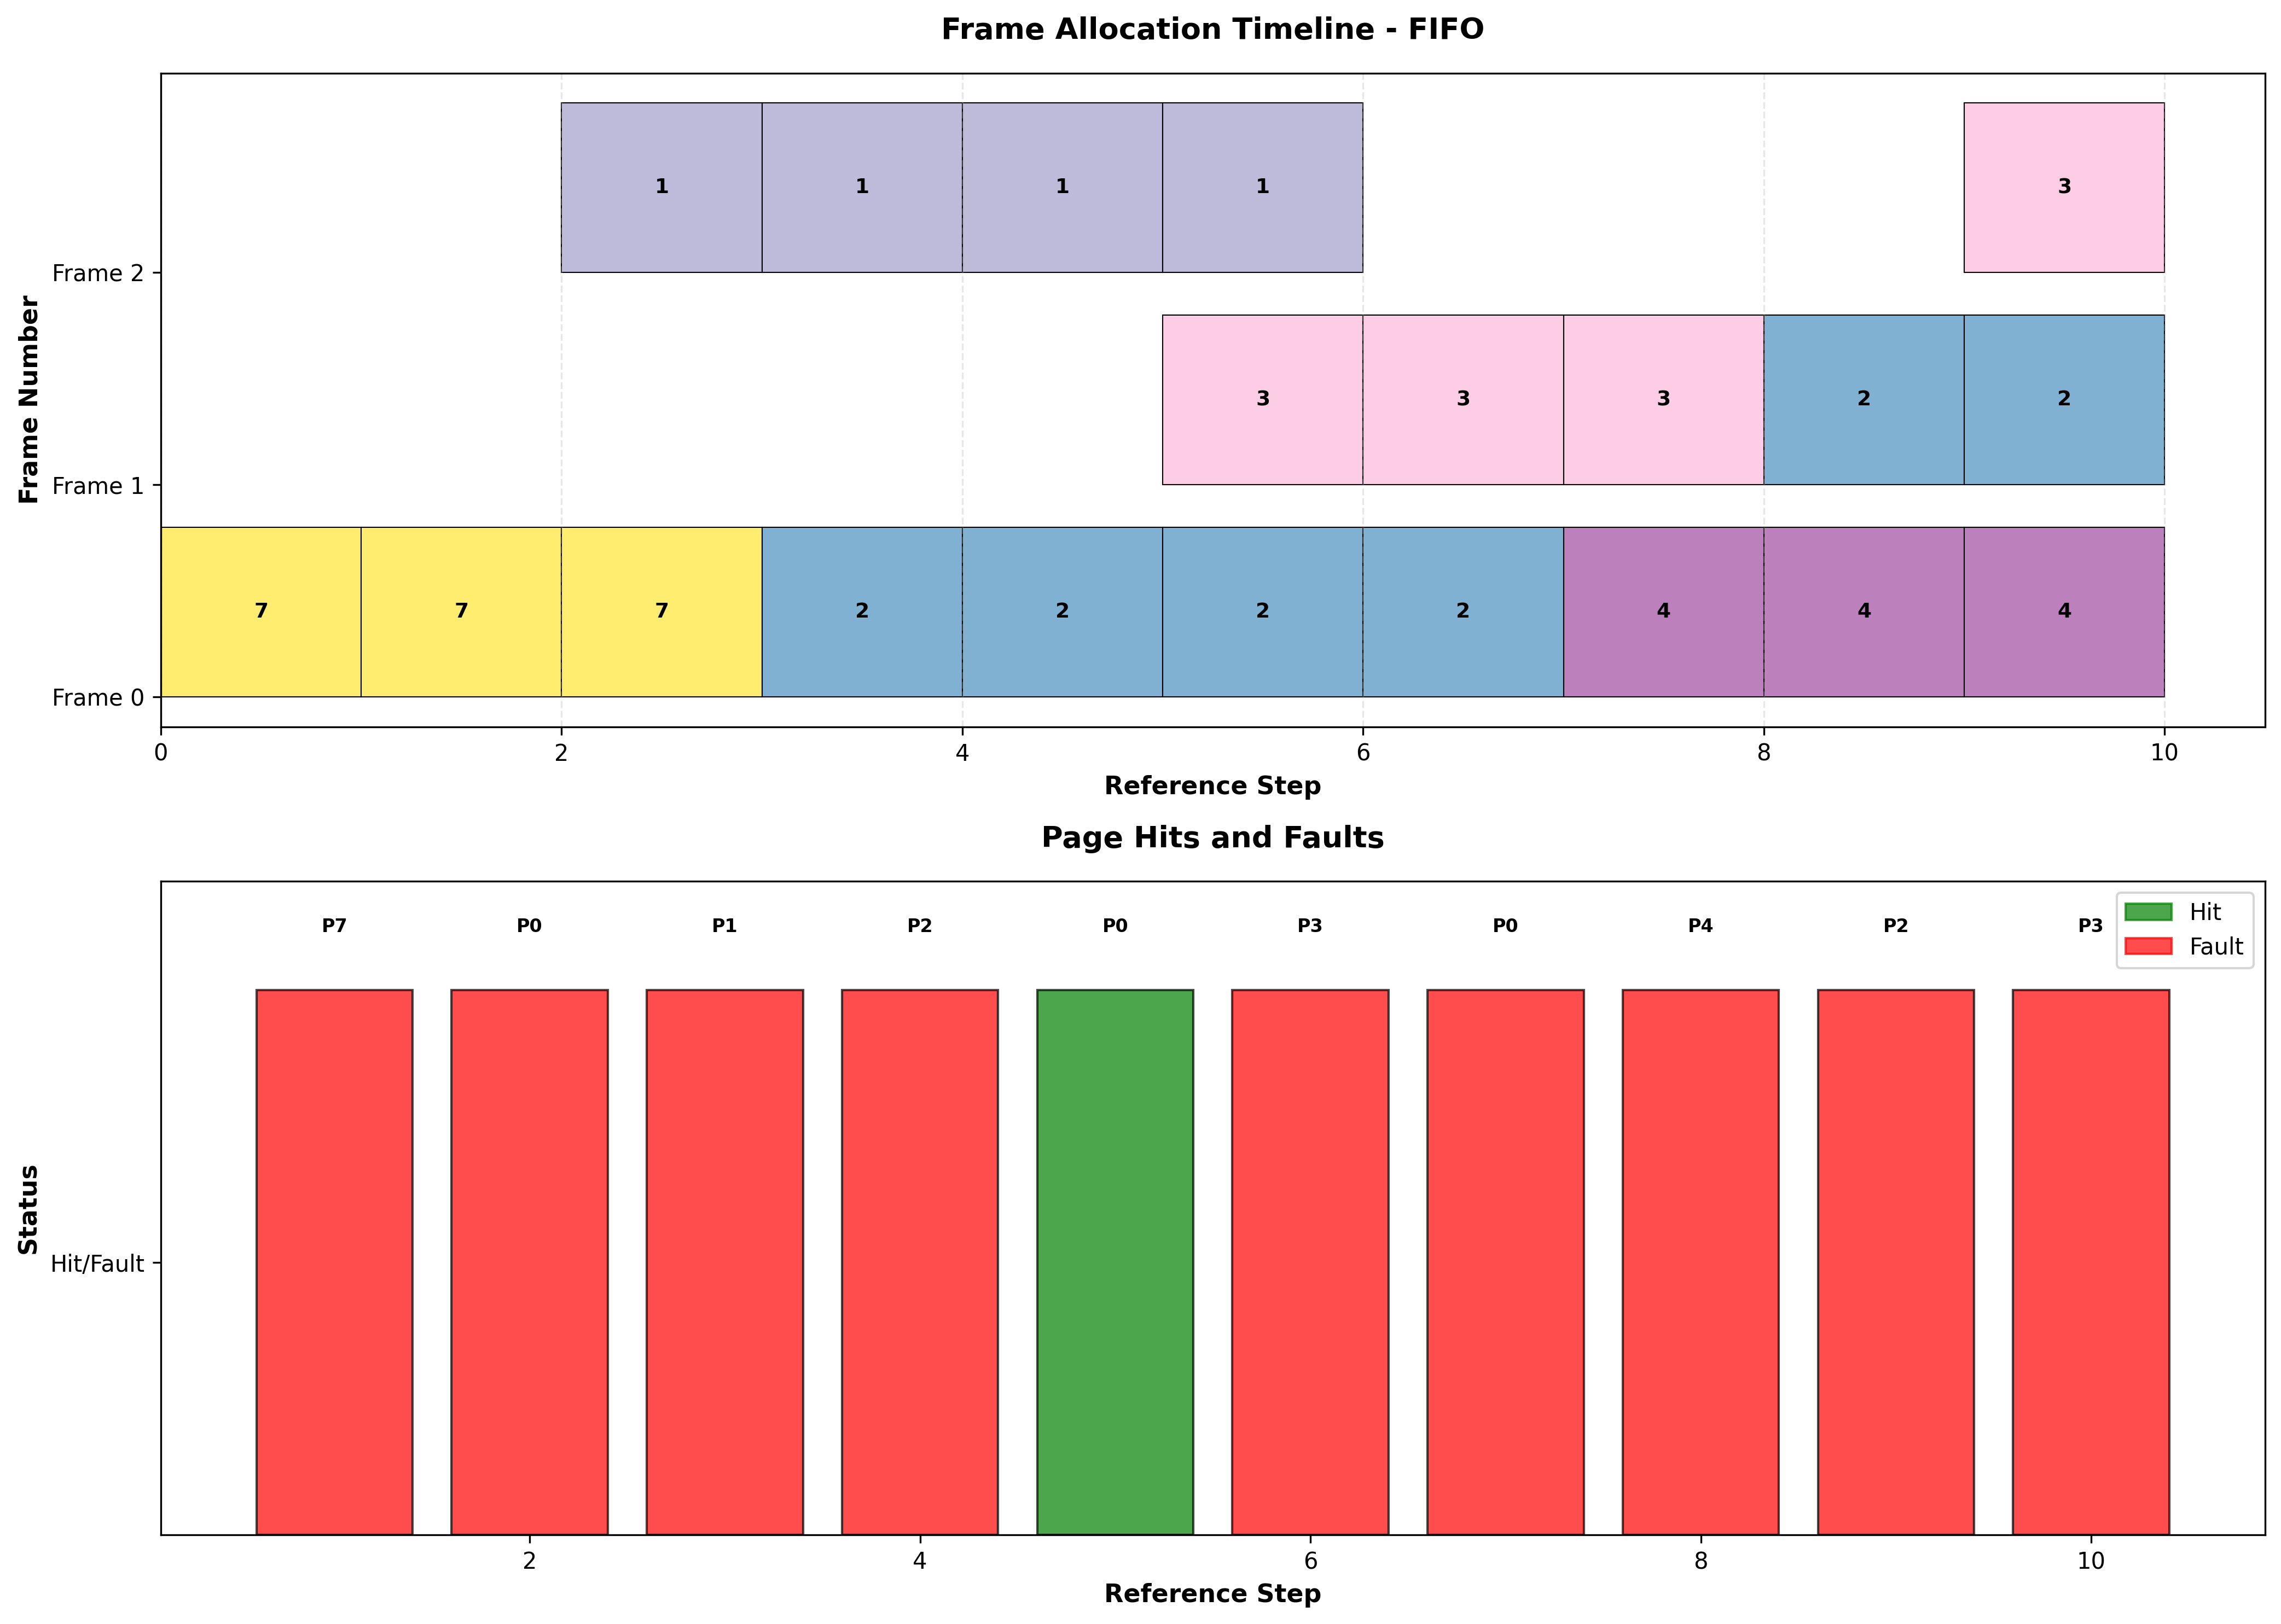 Frame Allocation Timeline - FIFO
Frame Number
Frame 2
1 1 1 1 3
Frame 1
3 3 3 2 2
Frame 0
7 7 7 2 2 2 2 4 4 4
0 2 4 6 8 10
Reference Step
Page Hits and Faults
P7 P0 P1 P2 P0 P3 P0 P4 P2 P3
Hit
Fault
Status
Hit/Fault
2 4 6 8 10
Reference Step